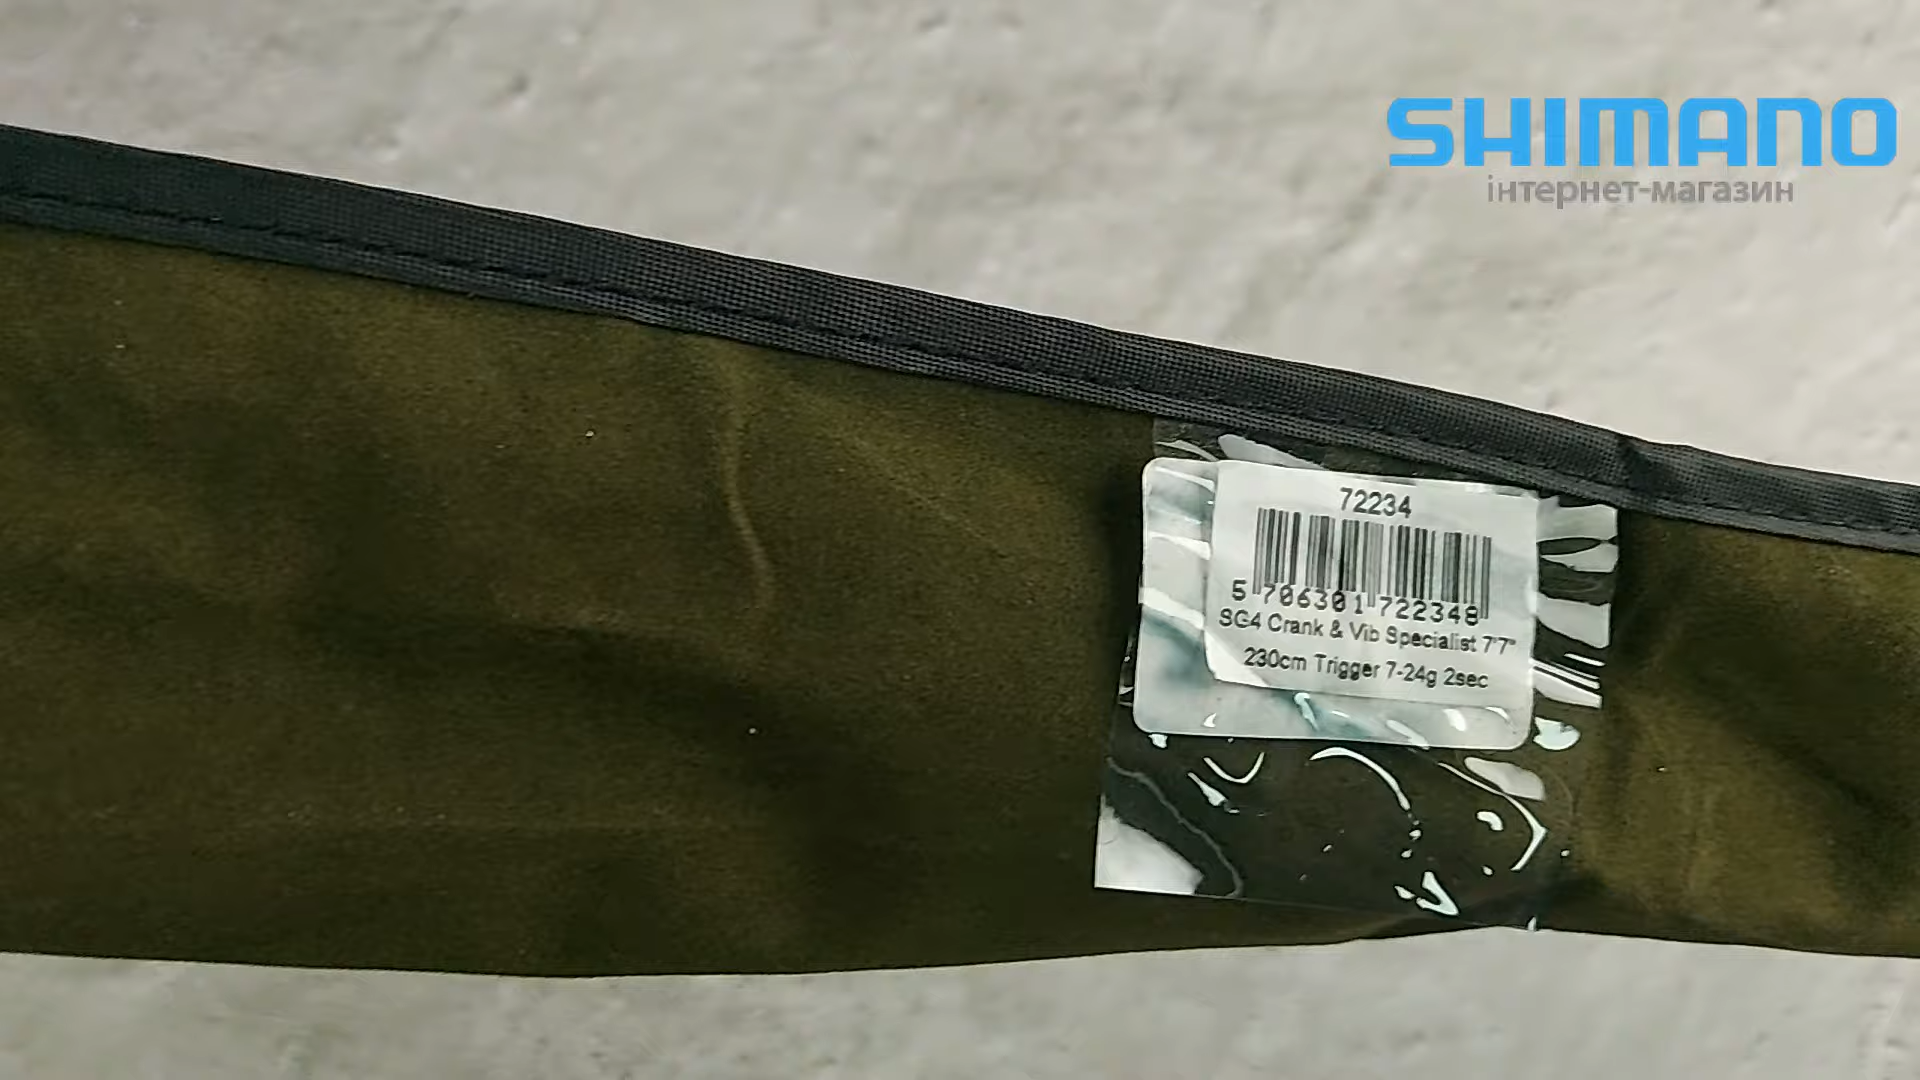 SHIMANO
інтернет-магазин
72234
5 706301 722348
SG4 Crank & Vib Specialist 7'7"
230cm Trigger 7-24g 2sec